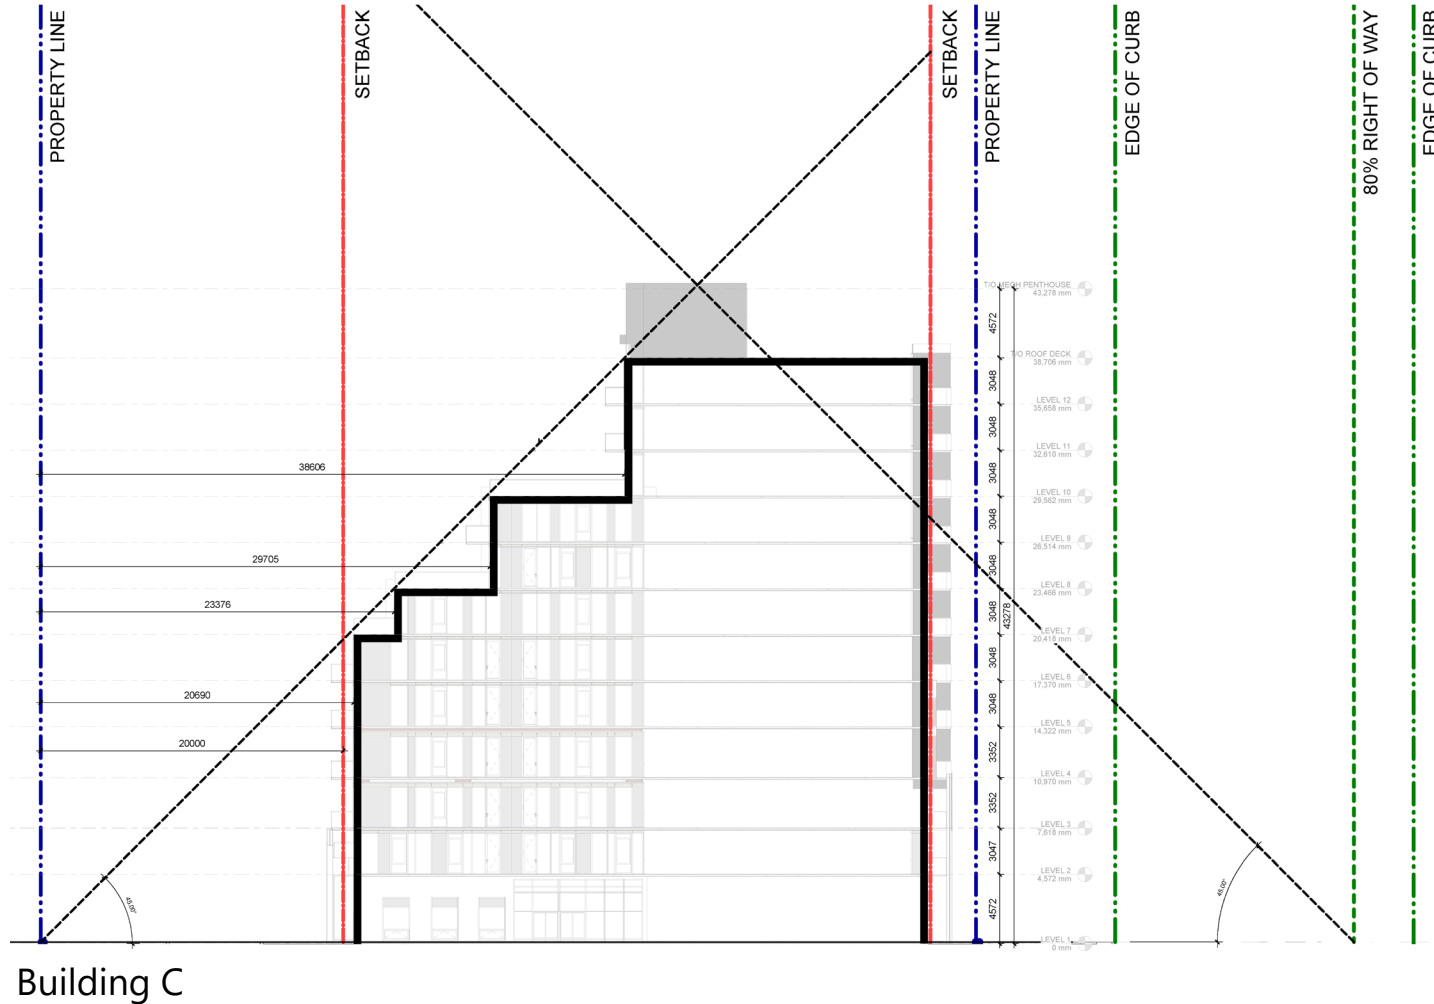 PROPERTY LINE
SETBACK
SETBACK
PROPERTY LINE
EDGE OF CURB
80% RIGHT OF WAY
EDGE OF CURB
T/O MECH PENTHOUSE
43,278 mm
4572
T/O ROOF DECK
38,706 mm
3048
LEVEL 12
35,658 mm
3048
LEVEL 11
32,610 mm
38606
3048
LEVEL 10
29,562 mm
3048
LEVEL 9
26,514 mm
29705
3048
LEVEL 8
23,466 mm
23376
3048
43278
LEVEL 7
20,418 mm
3048
LEVEL 6
17,370 mm
20690
3048
LEVEL 5
14,322 mm
20000
3352
LEVEL 4
10,970 mm
3352
LEVEL 3
7,618 mm
3047
LEVEL 2
4,572 mm
45.00°
45.00°
4572
LEVEL 1
0 mm
Building C